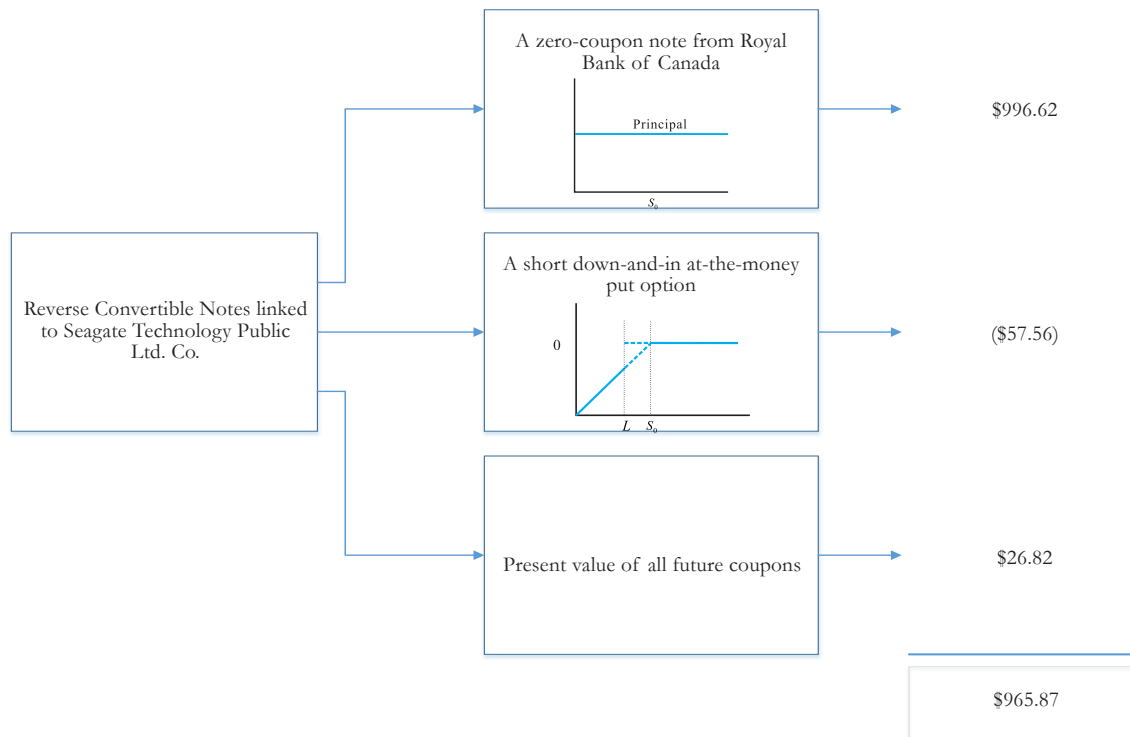 A zero-coupon note from Royal
Bank of Canada
Principal
S₀
$996.62
Reverse Convertible Notes linked
to Seagate Technology Public
Ltd. Co.
A short down-and-in at-the-money
put option
0
L S₀
($57.56)
Present value of all future coupons
$26.82
$965.87